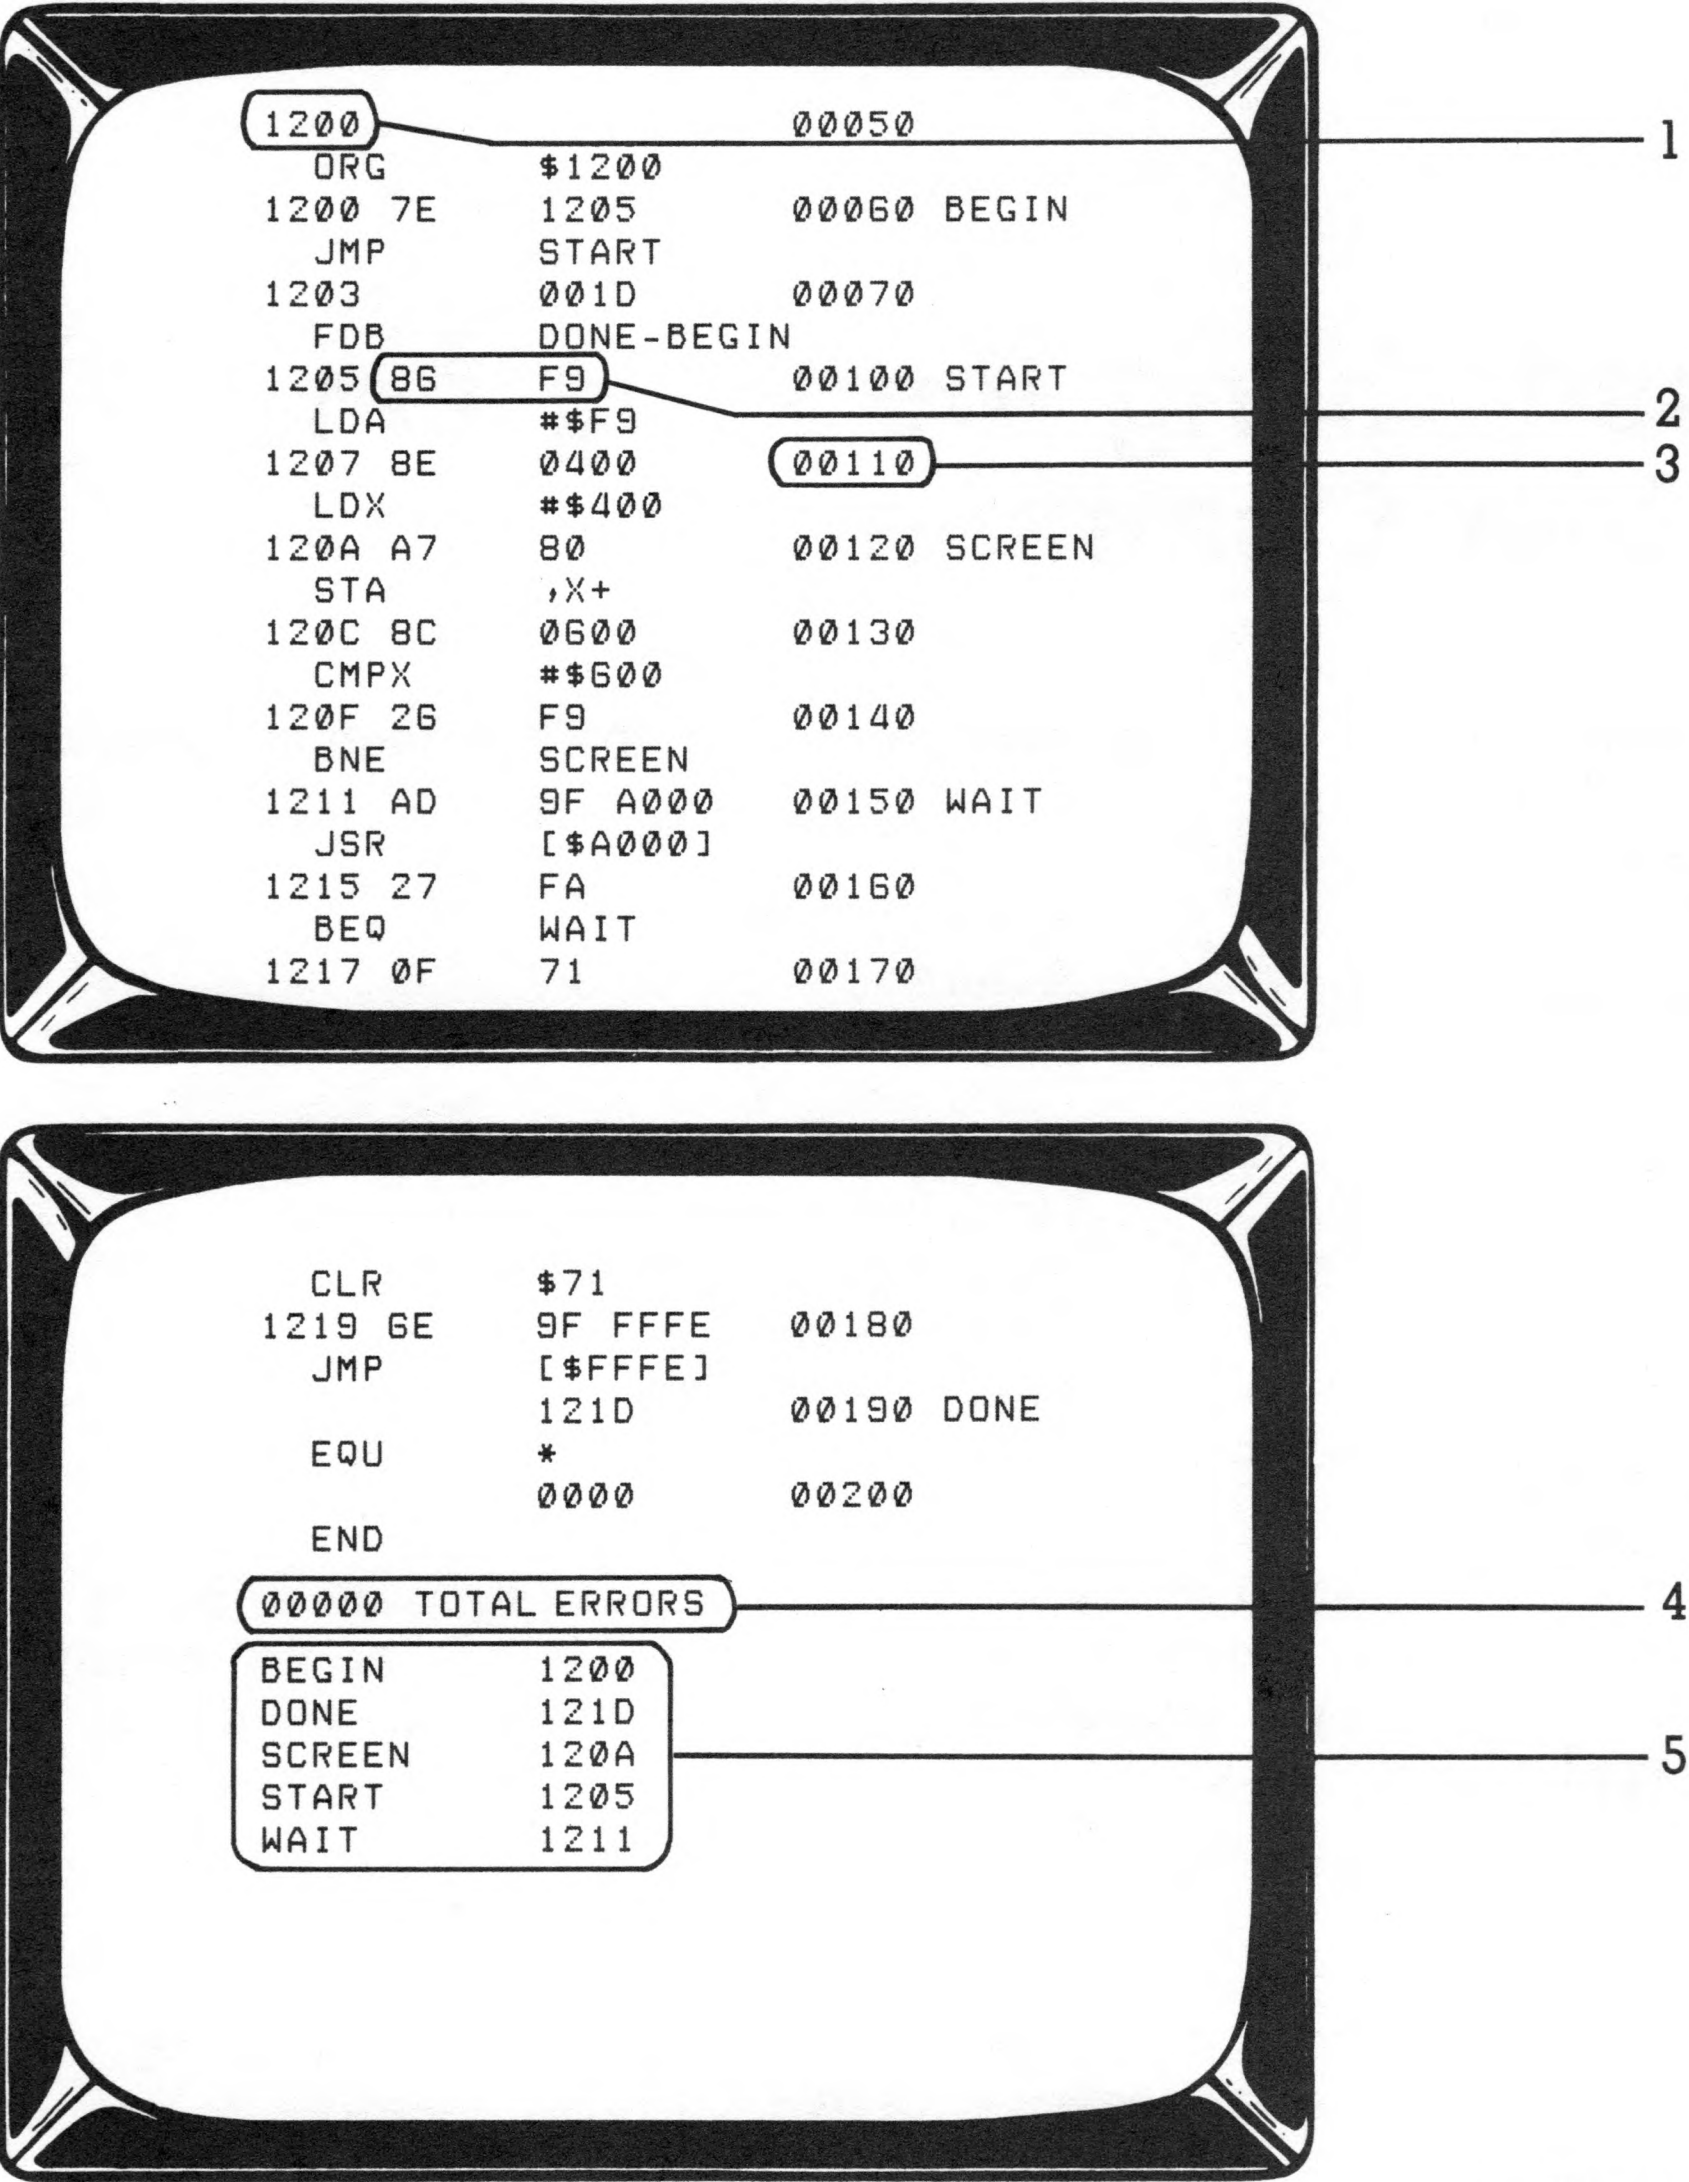 1200 00050 1
ORG $1200
1200 7E 1205 00060 BEGIN
JMP START
1203 001D 00070
FDB DONE-BEGIN
1205 86 F9 00100 START
LDA #$F9 2
1207 8E 0400 00110 3
LDX #$400
120A A7 80 00120 SCREEN
STA ,X+
120C 8C 0600 00130
CMPX #$600
120F 26 F9 00140
BNE SCREEN
1211 AD 9F A000 00150 WAIT
JSR [$A000]
1215 27 FA 00160
BEQ WAIT
1217 0F 71 00170
CLR $71
1219 6E 9F FFFE 00180
JMP [$FFFE]
121D 00190 DONE
EQU *
0000 00200
END
00000 TOTAL ERRORS 4
BEGIN 1200
DONE 121D
SCREEN 120A 5
START 1205
WAIT 1211